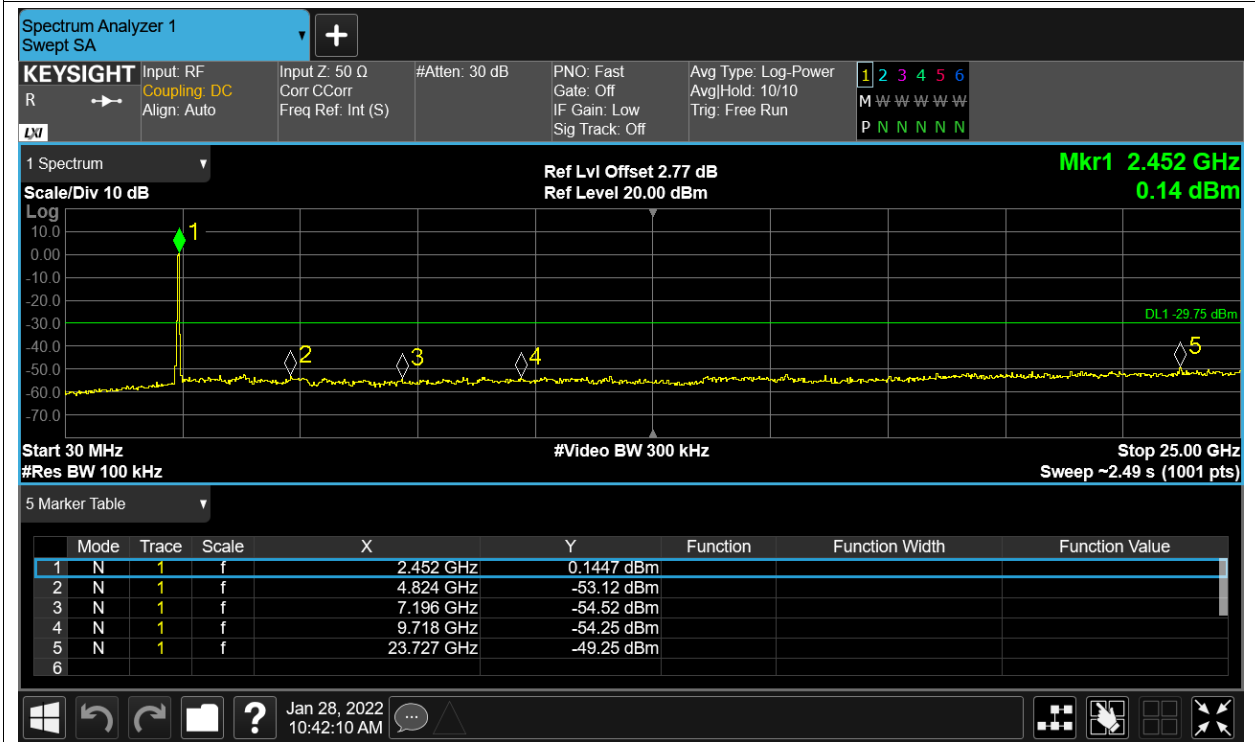 Spectrum Analyzer 1
Swept SA
+
KEYSIGHT
R
LXI
Input: RF
Coupling: DC
Align: Auto
Input Z: 50 Ω
Corr CCorr
Freq Ref: Int (S)
#Atten: 30 dB
PNO: Fast
Gate: Off
IF Gain: Low
Sig Track: Off
Avg Type: Log-Power
Avg|Hold: 10/10
Trig: Free Run
1 2 3 4 5 6
M W W W W W
P N N N N N
1 Spectrum
Scale/Div 10 dB
Ref Lvl Offset 2.77 dB
Ref Level 20.00 dBm
Mkr1 2.452 GHz
0.14 dBm
Log
10.0
0.00
-10.0
-20.0
-30.0
-40.0
-50.0
-60.0
-70.0
1
2
3
4
5
DL1 -29.75 dBm
Start 30 MHz
#Video BW 300 kHz
Stop 25.00 GHz
#Res BW 100 kHz
Sweep ~2.49 s (1001 pts)
5 Marker Table
Mode Trace Scale X Y Function Function Width Function Value
1 N 1 f 2.452 GHz 0.1447 dBm
2 N 1 f 4.824 GHz -53.12 dBm
3 N 1 f 7.196 GHz -54.52 dBm
4 N 1 f 9.718 GHz -54.25 dBm
5 N 1 f 23.727 GHz -49.25 dBm
6
?
Jan 28, 2022
10:42:10 AM